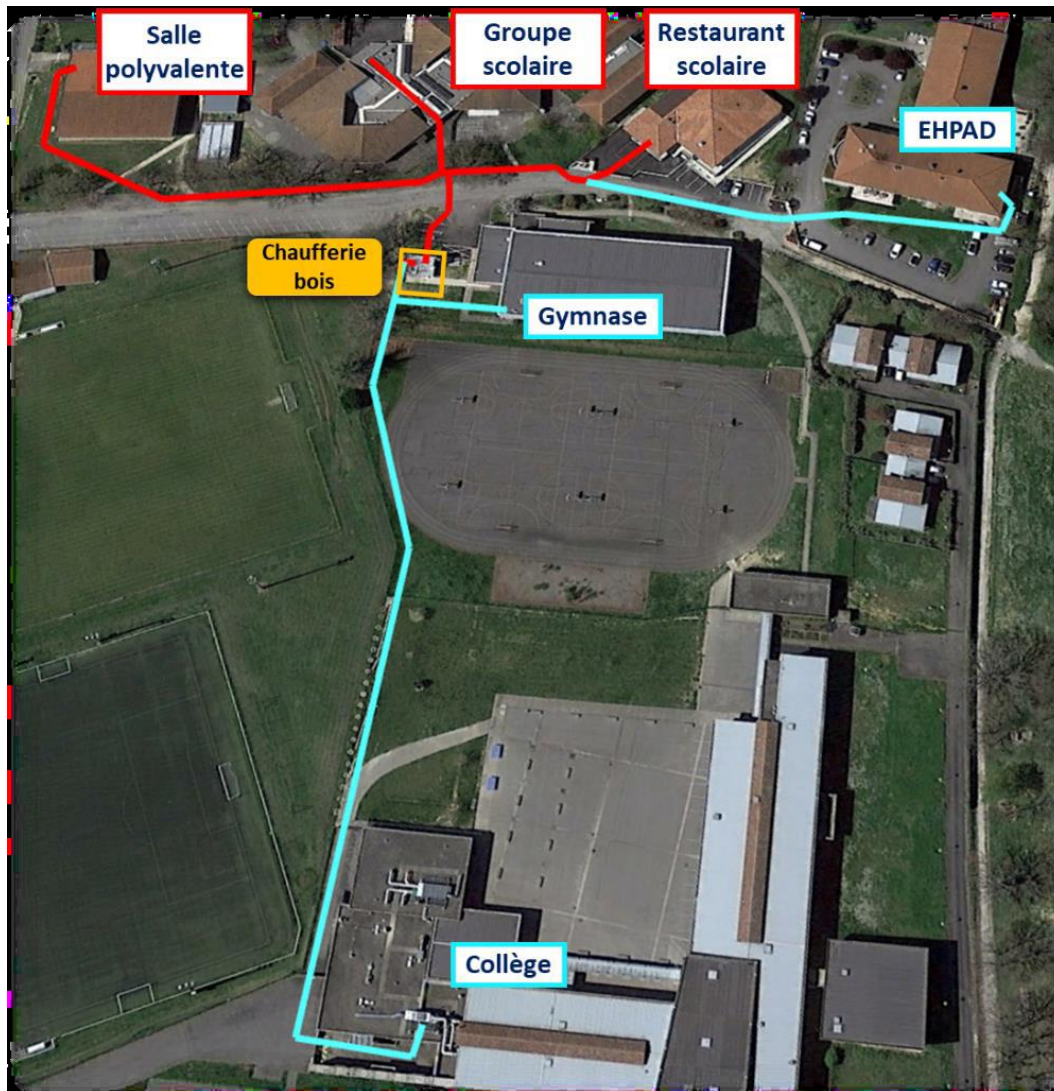 Salle
polyvalente
Groupe
scolaire
Restaurant
scolaire
EHPAD
Chaufferie
bois
Gymnase
Collège